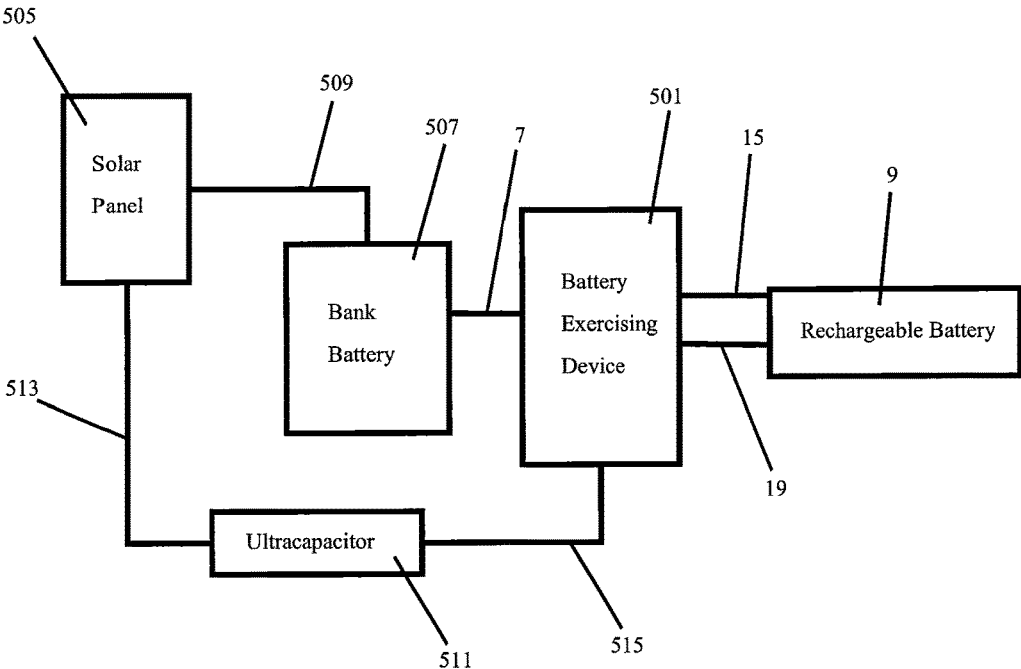 505
509
501
507
7
15
9
Solar
Panel
Battery
Exercising
Device
Bank
Battery
Rechargeable Battery
513
19
Ultracapacitor
511
515